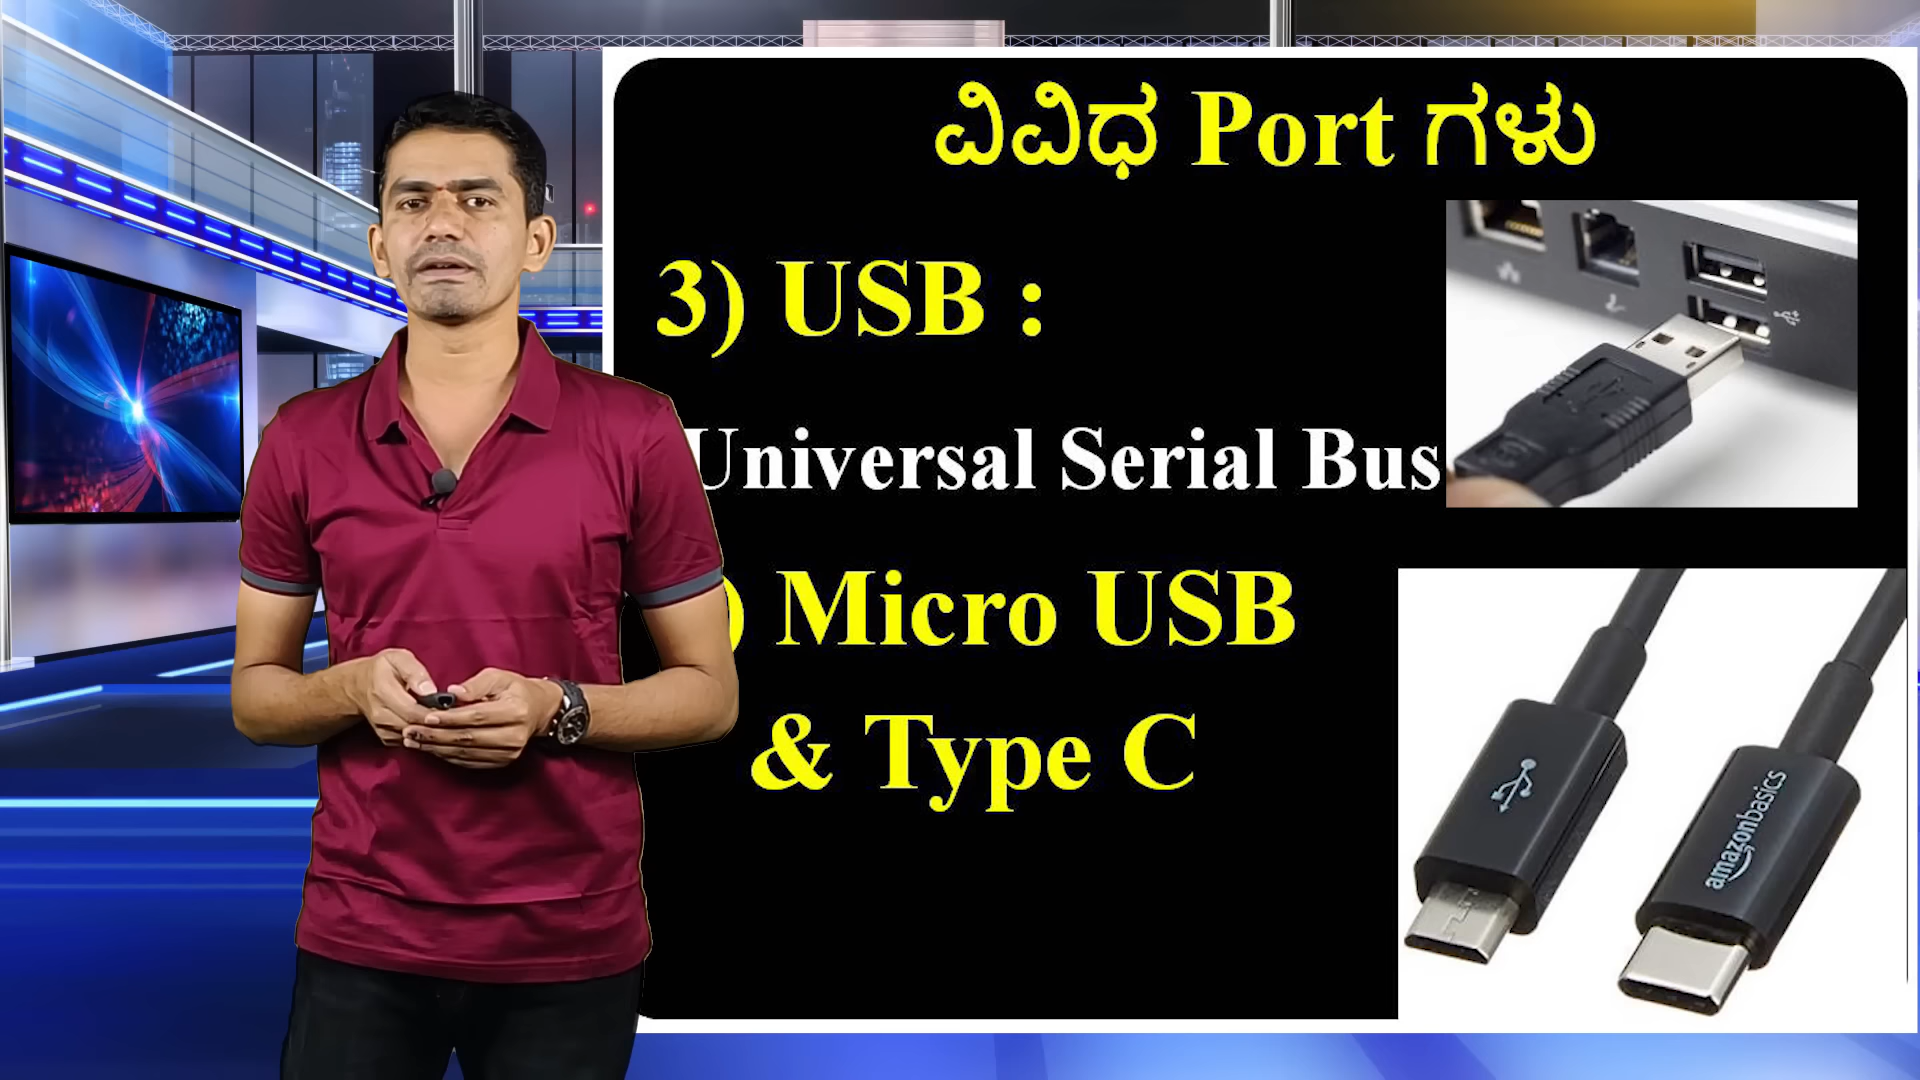 ವಿವಿಧ Port ಗಳು
3) USB :
Universal Serial Bus
) Micro USB
& Type C
amazonbasics